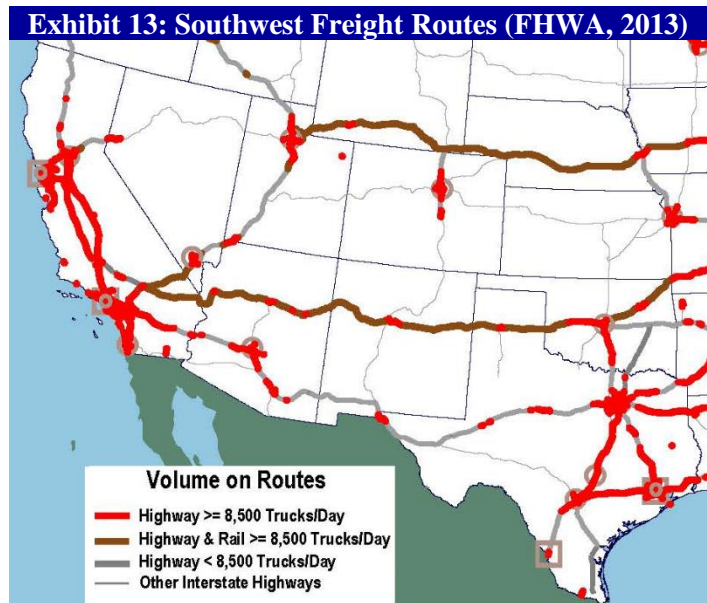 Exhibit 13: Southwest Freight Routes (FHWA, 2013)
Volume on Routes
Highway >= 8,500 Trucks/Day
Highway & Rail >= 8,500 Trucks/Day
Highway < 8,500 Trucks/Day
Other Interstate Highways